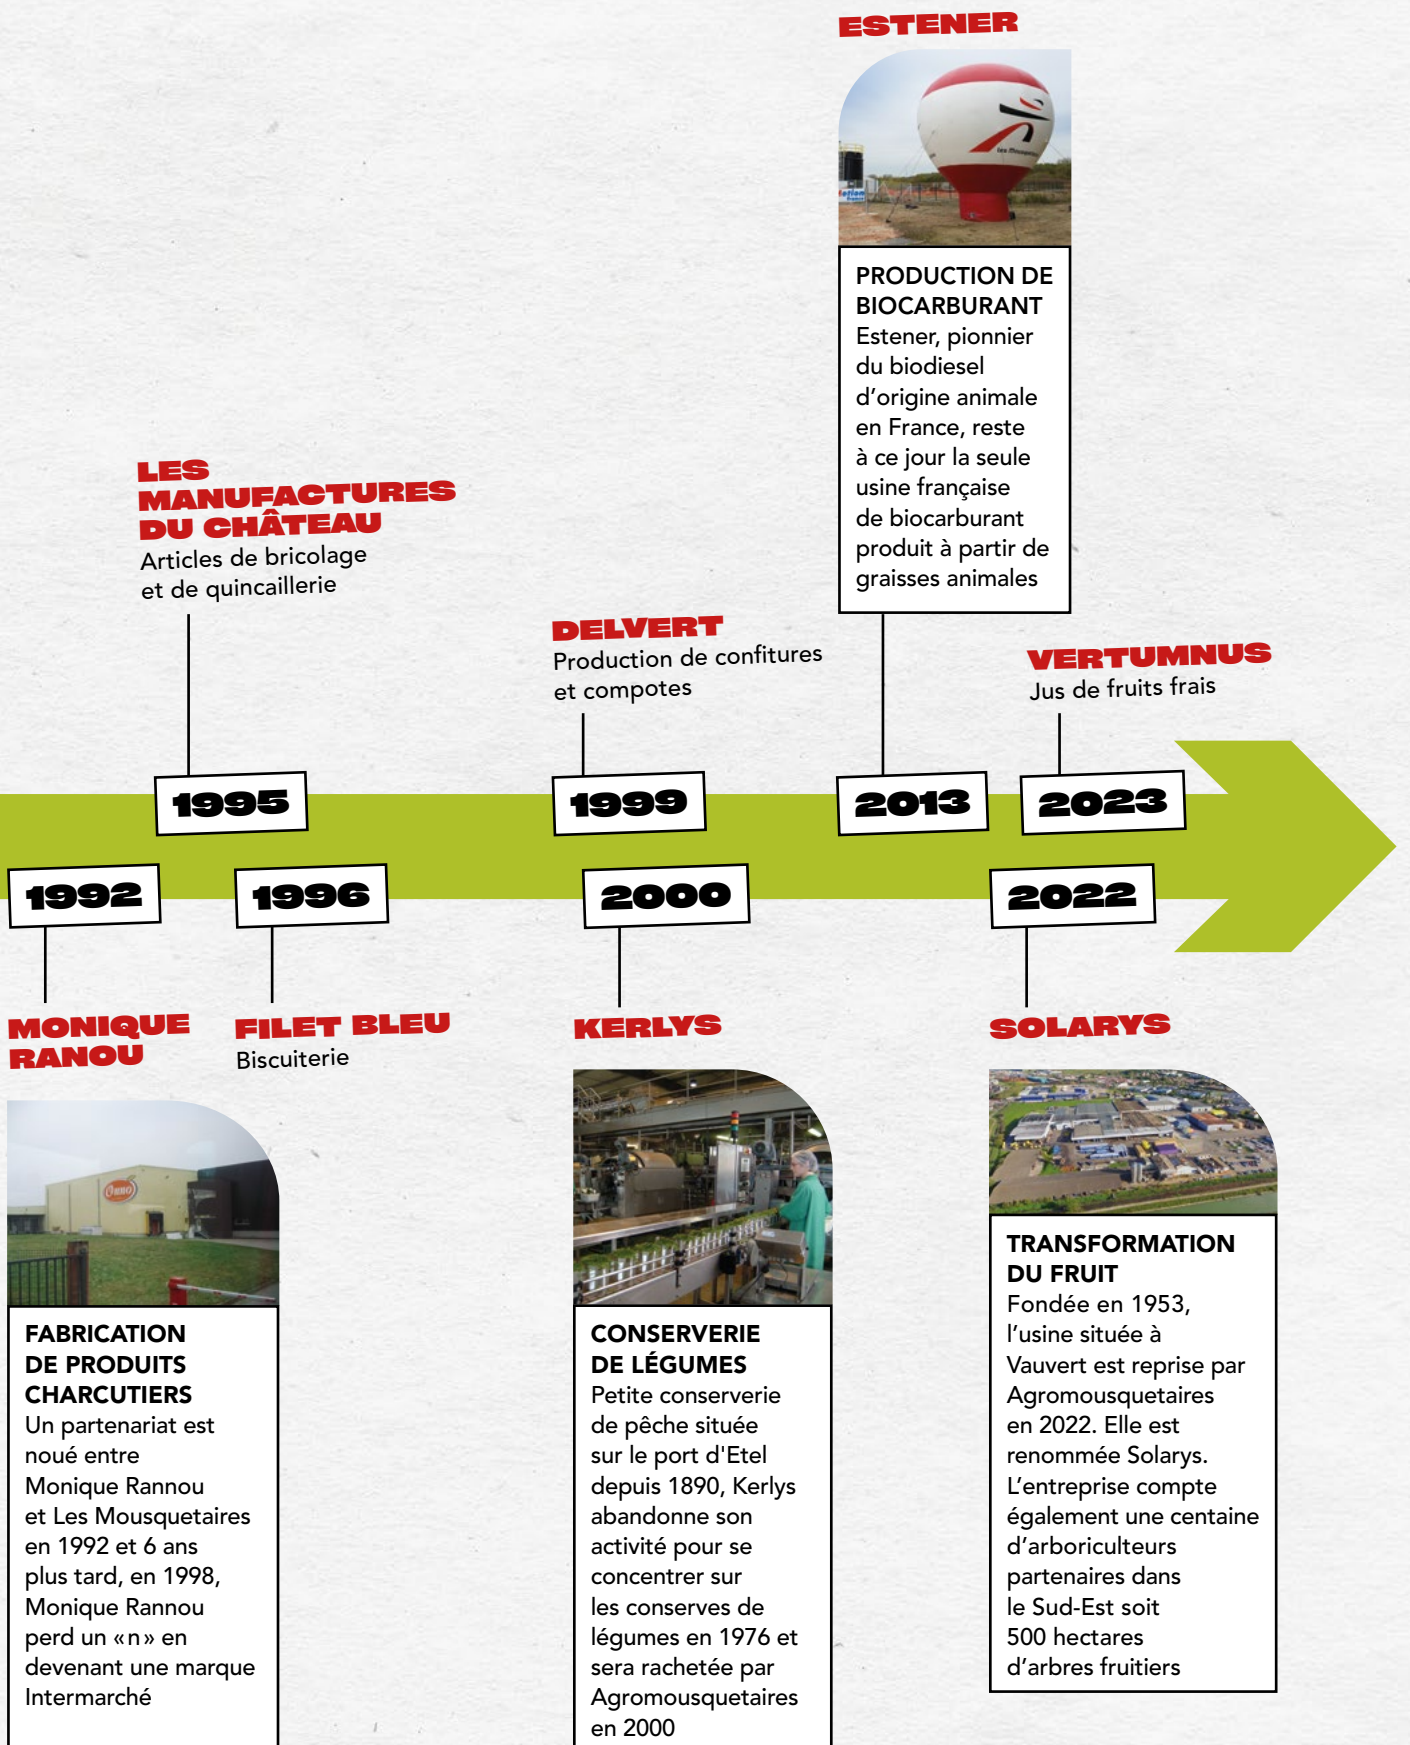 ESTENER
Les Mousquetaires
PRODUCTION DE
BIOCARBURANT
Estener, pionnier
du biodiesel
d’origine animale
en France, reste
à ce jour la seule
usine française
de biocarburant
produit à partir de
graisses animales
LES
MANUFACTURES
DU CHÂTEAU
Articles de bricolage
et de quincaillerie
DELVERT
Production de confitures
et compotes
VERTUMNUS
Jus de fruits frais
1995
1999
2013
2023
1992
1996
2000
2022
MONIQUE
RANOU
Onno
FABRICATION
DE PRODUITS
CHARCUTIERS
Un partenariat est
noué entre
Monique Rannou
et Les Mousquetaires
en 1992 et 6 ans
plus tard, en 1998,
Monique Rannou
perd un «n» en
devenant une marque
Intermarché
FILET BLEU
Biscuiterie
KERLYS
CONSERVERIE
DE LÉGUMES
Petite conserverie
de pêche située
sur le port d'Etel
depuis 1890, Kerlys
abandonne son
activité pour se
concentrer sur
les conserves de
légumes en 1976 et
sera rachetée par
Agromousquetaires
en 2000
SOLARYS
TRANSFORMATION
DU FRUIT
Fondée en 1953,
l’usine située à
Vauvert est reprise par
Agromousquetaires
en 2022. Elle est
renommée Solarys.
L’entreprise compte
également une centaine
d’arboriculteurs
partenaires dans
le Sud-Est soit
500 hectares
d’arbres fruitiers